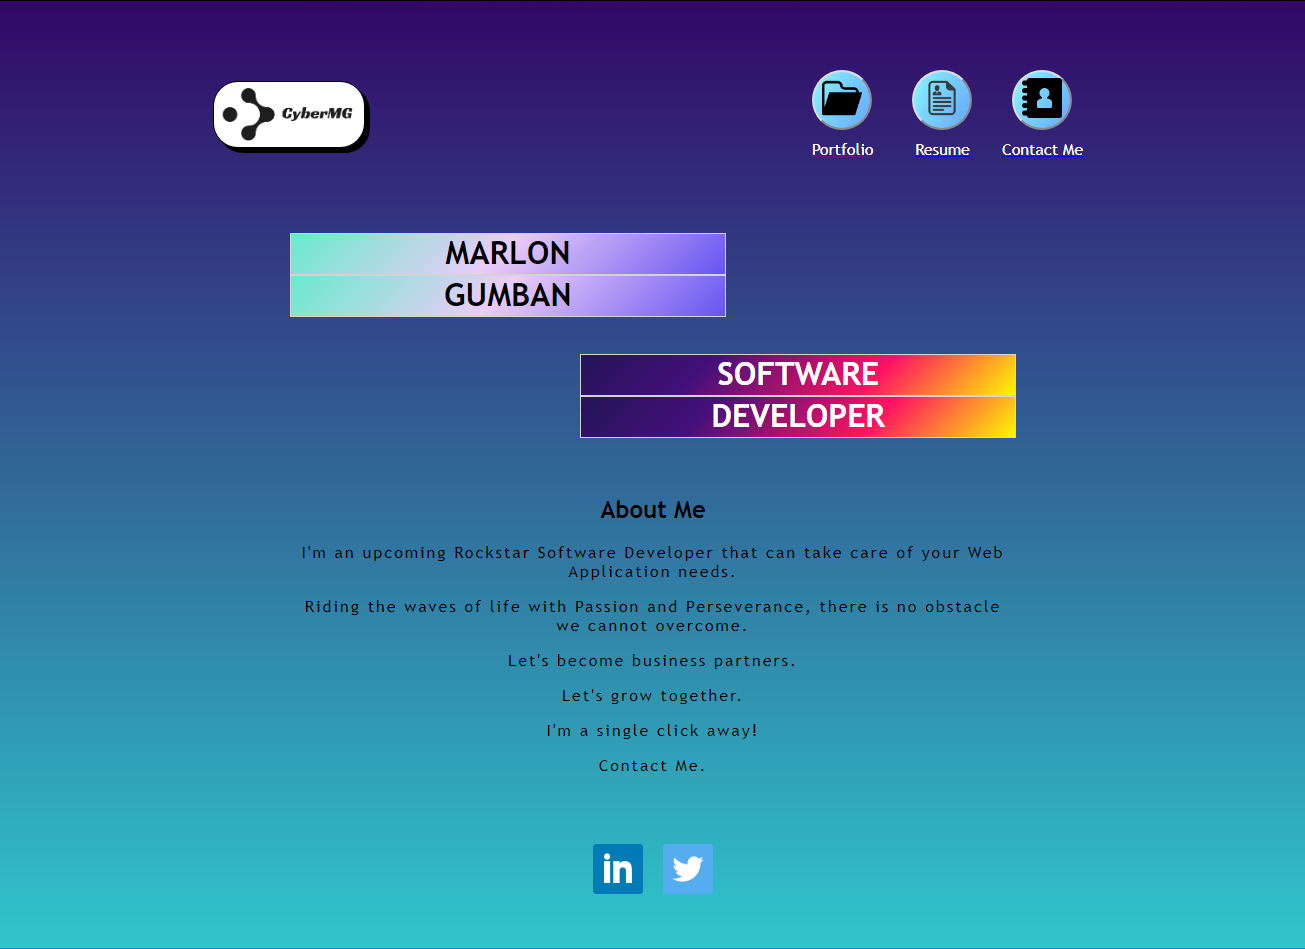 CyberMG
Portfolio
Resume
Contact Me
MARLON
GUMBAN
SOFTWARE
DEVELOPER
About Me
I'm an upcoming Rockstar Software Developer that can take care of your Web
Application needs.
Riding the waves of life with Passion and Perseverance, there is no obstacle
we cannot overcome.
Let's become business partners.
Let's grow together.
I'm a single click away!
Contact Me.
in